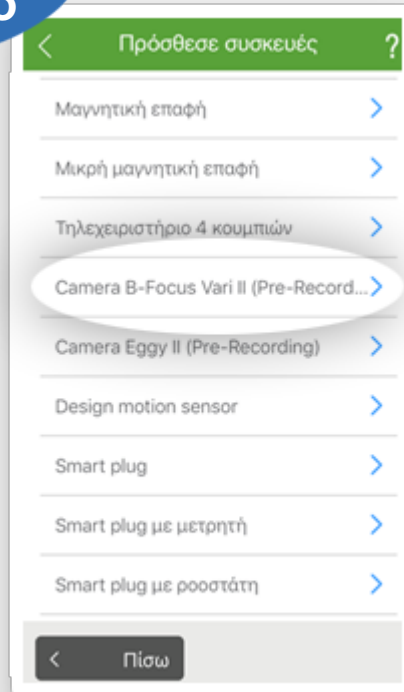 Πρόσθεσε συσκευές ?
Μαγνητική επαφή
Μικρή μαγνητική επαφή
Τηλεχειριστήριο 4 κουμπιών
Camera B-Focus Vari II (Pre-Record...
Camera Eggy II (Pre-Recording)
Design motion sensor
Smart plug
Smart plug με μετρητή
Smart plug με ροοστάτη
Πίσω